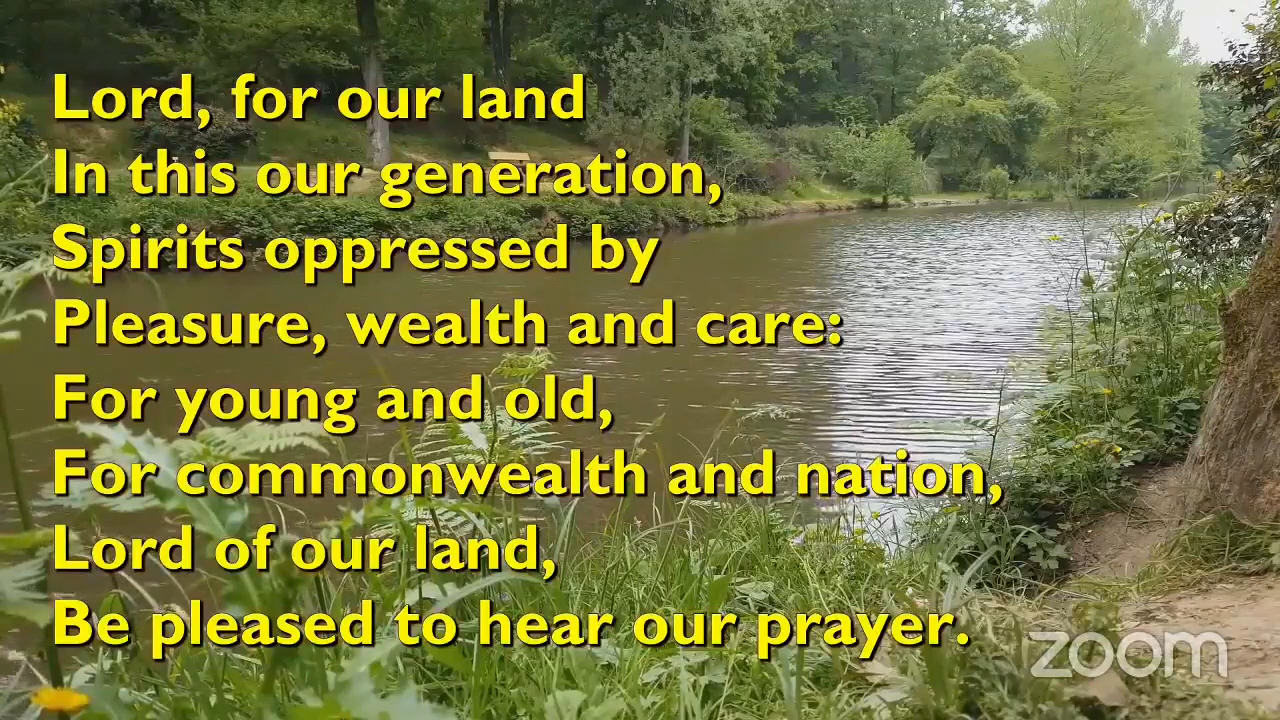 Lord, for our land
In this our generation,
Spirits oppressed by
Pleasure, wealth and care:
For young and old,
For commonwealth and nation,
Lord of our land,
Be pleased to hear our prayer.
zoom